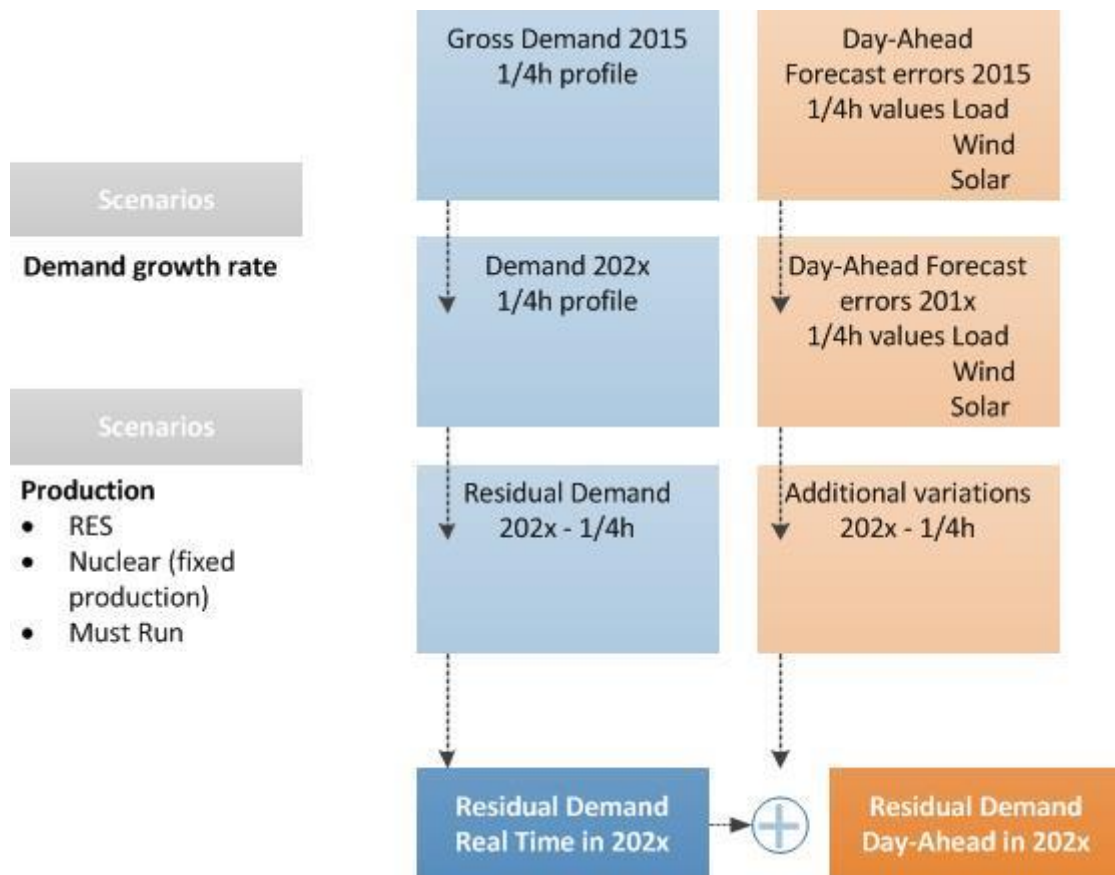 Gross Demand 2015
1/4h profile
Day-Ahead
Forecast errors 2015
1/4h values Load
Wind
Solar
Scenarios
Demand growth rate
Demand 202x
1/4h profile
Day-Ahead Forecast
errors 201x
1/4h values Load
Wind
Solar
Scenarios
Production
• RES
• Nuclear (fixed
production)
• Must Run
Residual Demand
202x - 1/4h
Additional variations
202x - 1/4h
Residual Demand
Real Time in 202x
Residual Demand
Day-Ahead in 202x